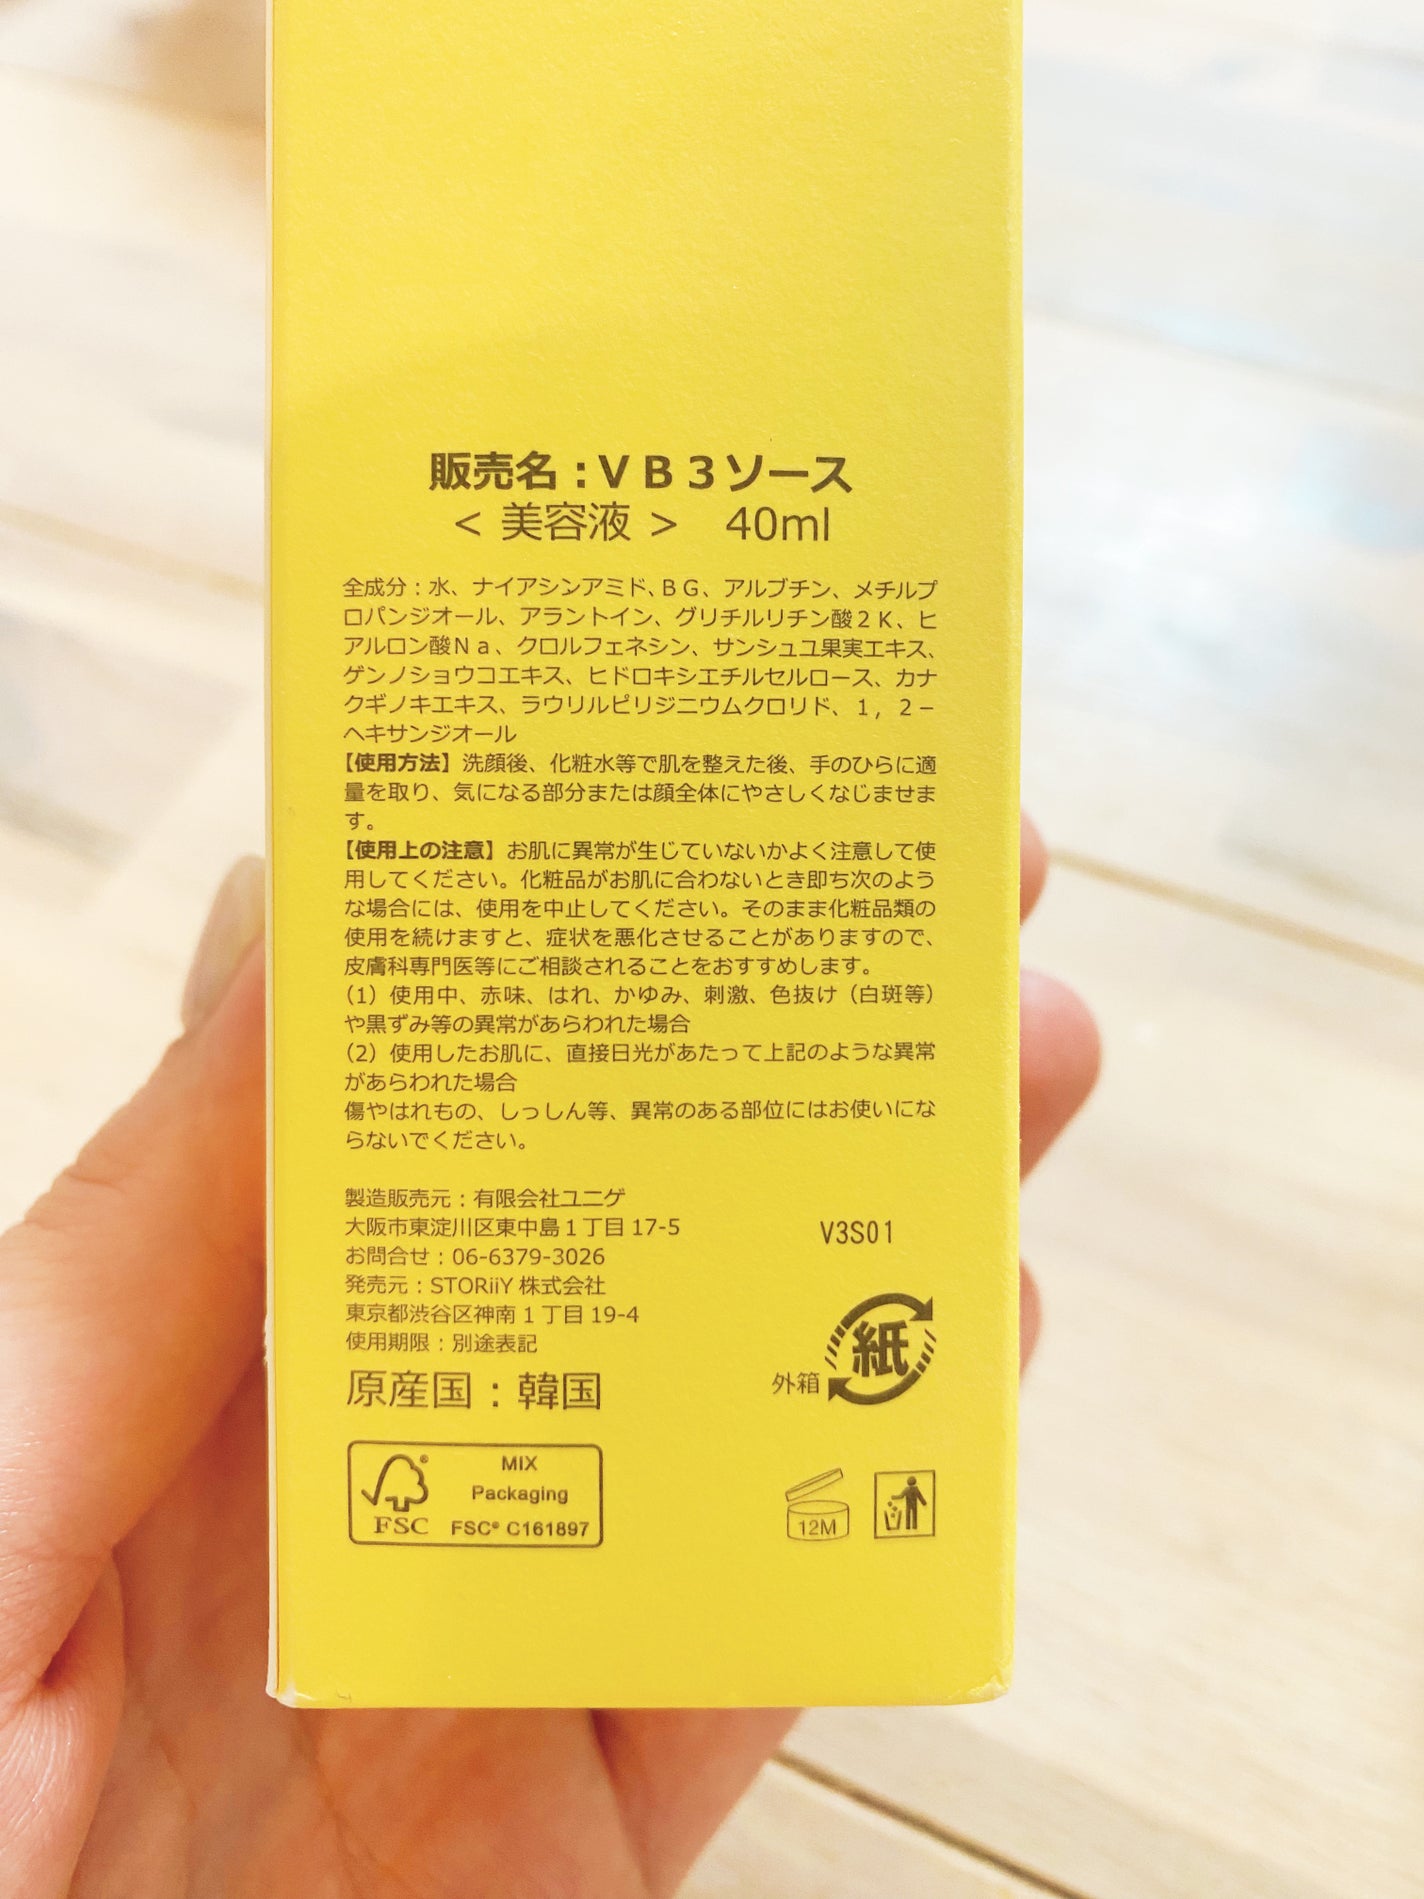 販売名:ＶＢ３ソース
< 美容液 > 40ml
全成分:水、ナイアシンアミド、ＢＧ、アルブチン、メチルプ
ロパンジオール、アラントイン、グリチルリチン酸２Ｋ、ヒ
アルロン酸Ｎａ、クロルフェネシン、サンシュユ果実エキス、
ゲンノショウコエキス、ヒドロキシエチルセルロース、カナ
クギノキエキス、ラウリルピリジニウムクロリド、１，２－
ヘキサンジオール
【使用方法】洗顔後、化粧水等で肌を整えた後、手のひらに適
量を取り、気になる部分または顔全体にやさしくなじませま
す。
【使用上の注意】お肌に異常が生じていないかよく注意して使
用してください。化粧品がお肌に合わないとき即ち次のよう
な場合には、使用を中止してください。そのまま化粧品類の
使用を続けますと、症状を悪化させることがありますので、
皮膚科専門医等にご相談されることをおすすめします。
（1）使用中、赤味、はれ、かゆみ、刺激、色抜け（白斑等）
や黒ずみ等の異常があらわれた場合
（2）使用したお肌に、直接日光があたって上記のような異常
があらわれた場合
傷やはれもの、しっしん等、異常のある部位にはお使いにな
らないでください。
製造販売元:有限会社ユニゲ
大阪市東淀川区東中島１丁目17-5
お問合せ:06-6379-3026
発売元:STORiiY 株式会社
東京都渋谷区神南１丁目19-4
使用期限:別途表記
原産国:韓国
V3S01
紙
外箱
FSC®
MIX
Packaging
FSC® C161897
12M